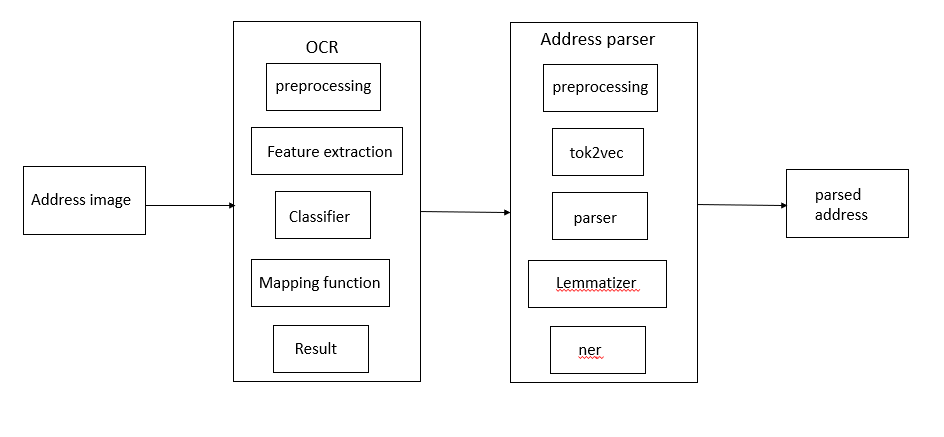 Address image
OCR
preprocessing
Feature extraction
Classifier
Mapping function
Result
Address parser
preprocessing
tok2vec
parser
Lemmatizer
ner
parsed
address